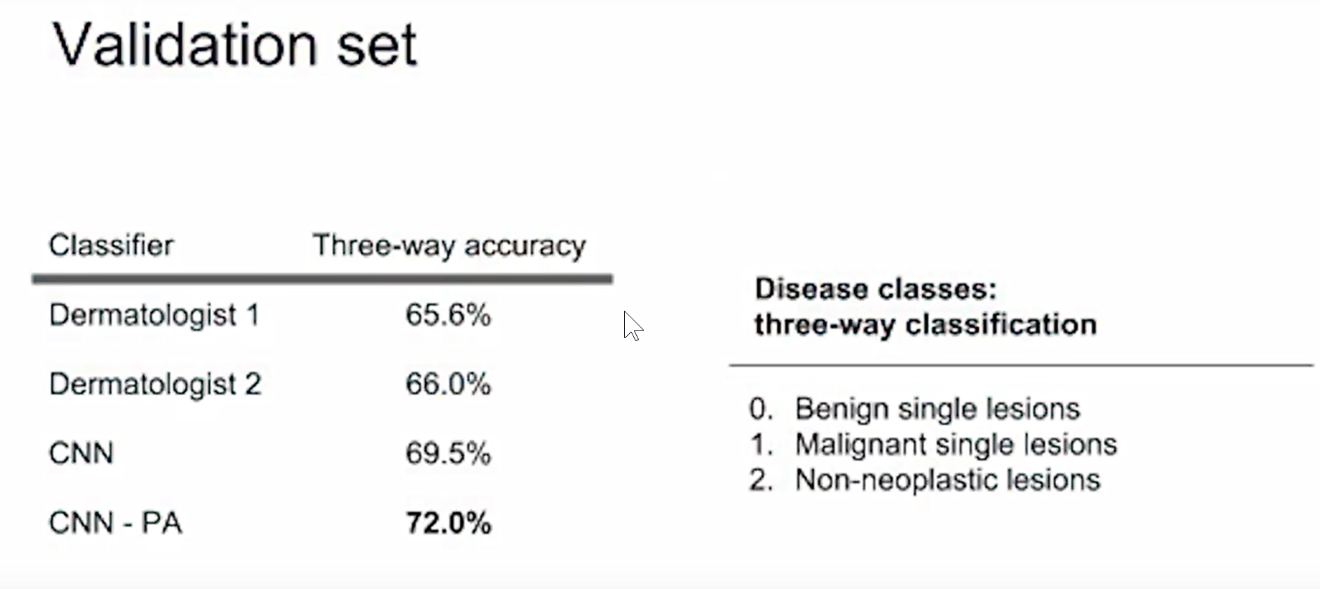 Validation set
Classifier Three-way accuracy
Dermatologist 1 65.6%
Dermatologist 2 66.0%
CNN 69.5%
CNN - PA 72.0%
Disease classes:
three-way classification
0. Benign single lesions
1. Malignant single lesions
2. Non-neoplastic lesions